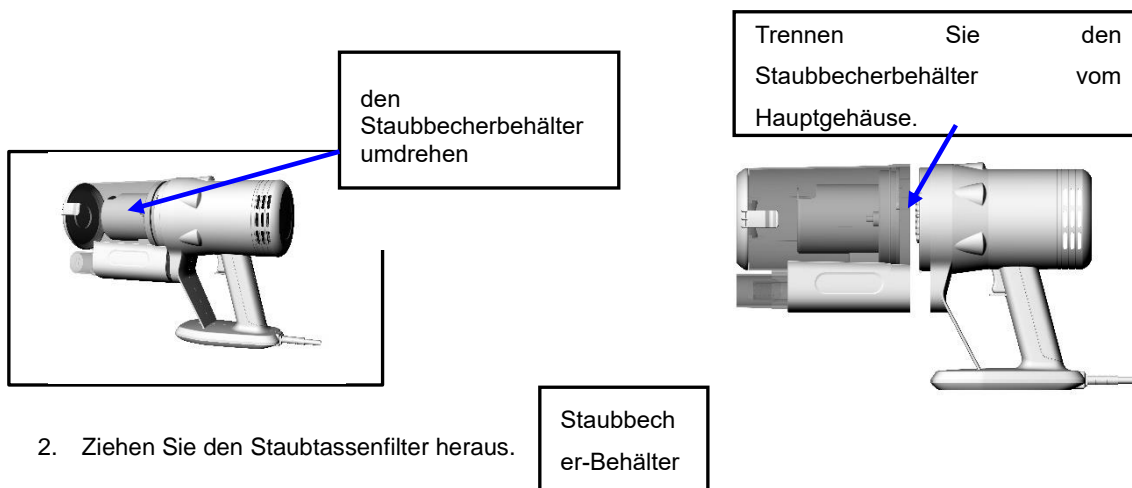 den
Staubbecherbehälter
umdrehen
Trennen Sie den
Staubbecherbehälter vom
Hauptgehäuse.
2. Ziehen Sie den Staubtassenfilter heraus.
Staubbech
er-Behälter